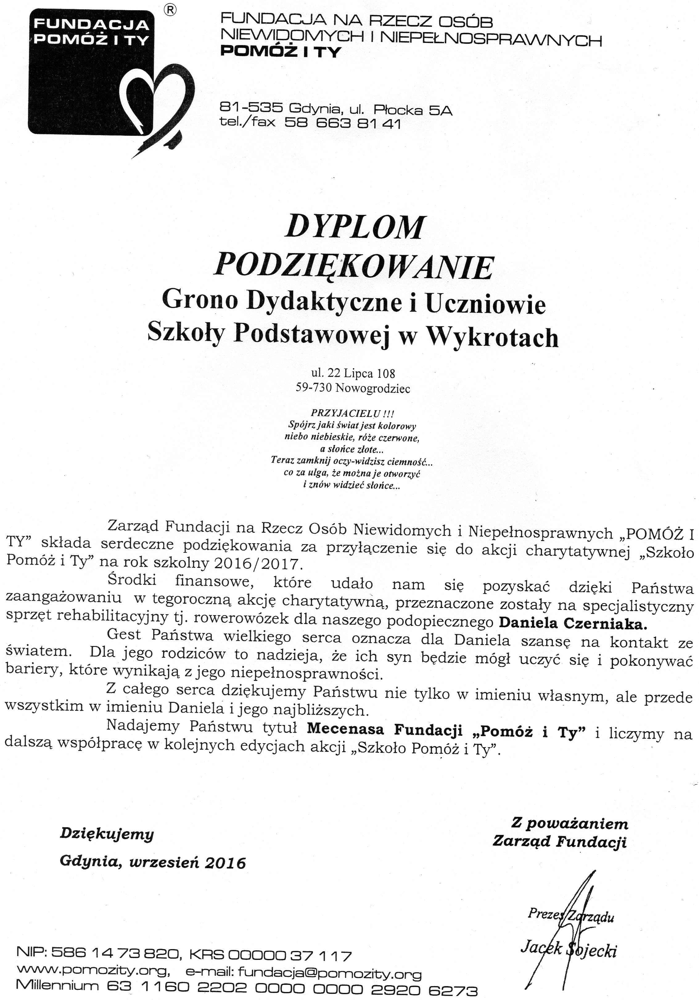 FUNDACJA
POMÓŻ I TY
®
FUNDACJA NA RZECZ OSÓB
NIEWIDOMYCH I NIEPEŁNOSPRAWNYCH
POMÓŻ I TY
81-535 Gdynia, ul. Płocka 5A
tel./fax 58 663 81 41
DYPLOM
PODZIĘKOWANIE
Grono Dydaktyczne i Uczniowie
Szkoły Podstawowej w Wykrotach
ul. 22 Lipca 108
59-730 Nowogrodziec
PRZYJACIELU !!!
Spójrz jaki świat jest kolorowy
niebo niebieskie, róże czerwone,
a słońce złote...
Teraz zamknij oczy-widzisz ciemność...
co za ulga, że można je otworzyć
i znów widzieć słońce...
Zarząd Fundacji na Rzecz Osób Niewidomych i Niepełnosprawnych „POMÓŻ I
TY” składa serdeczne podziękowania za przyłączenie się do akcji charytatywnej „Szkoło
Pomóż i Ty” na rok szkolny 2016/2017.
Środki finansowe, które udało nam się pozyskać dzięki Państwa
zaangażowaniu w tegoroczną akcję charytatywną, przeznaczone zostały na specjalistyczny
sprzęt rehabilitacyjny tj. rowerowózek dla naszego podopiecznego Daniela Czerniaka.
Gest Państwa wielkiego serca oznacza dla Daniela szansę na kontakt ze
światem. Dla jego rodziców to nadzieja, że ich syn będzie mógł uczyć się i pokonywać
bariery, które wynikają z jego niepełnosprawności.
Z całego serca dziękujemy Państwu nie tylko w imieniu własnym, ale przede
wszystkim w imieniu Daniela i jego najbliższych.
Nadajemy Państwu tytuł Mecenasa Fundacji „Pomóż i Ty” i liczymy na
dalszą współpracę w kolejnych edycjach akcji „Szkoło Pomóż i Ty”.
Dziękujemy
Gdynia, wrzesień 2016
Z poważaniem
Zarząd Fundacji
Prezes Zarządu
Jacek Sojecki
NIP: 586 14 73 820, KRS 00000 37 117
www.pomozity.org, e-mail: fundacja@pomozity.org
Millennium 63 1160 2202 0000 0000 2920 6273